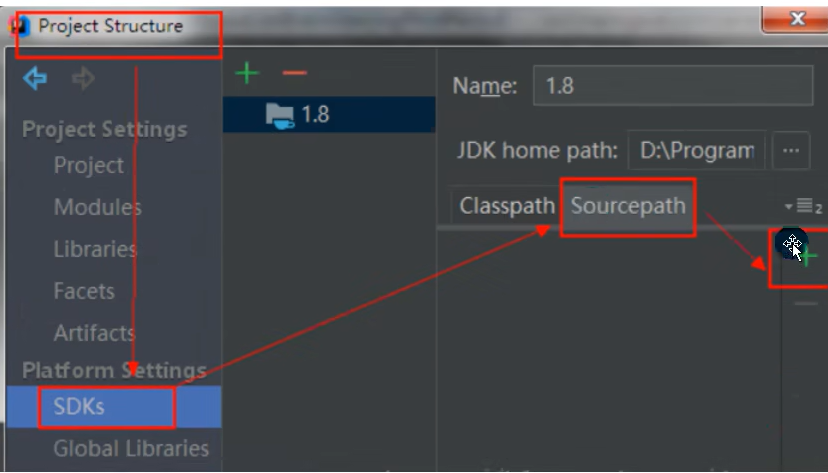 Project Structure
Project Settings
Project
Modules
Libraries
Facets
Artifacts
Platform Settings
SDKs
Global Libraries
1.8
Name: 1.8
JDK home path: D:\Program ...
Classpath Sourcepath 2